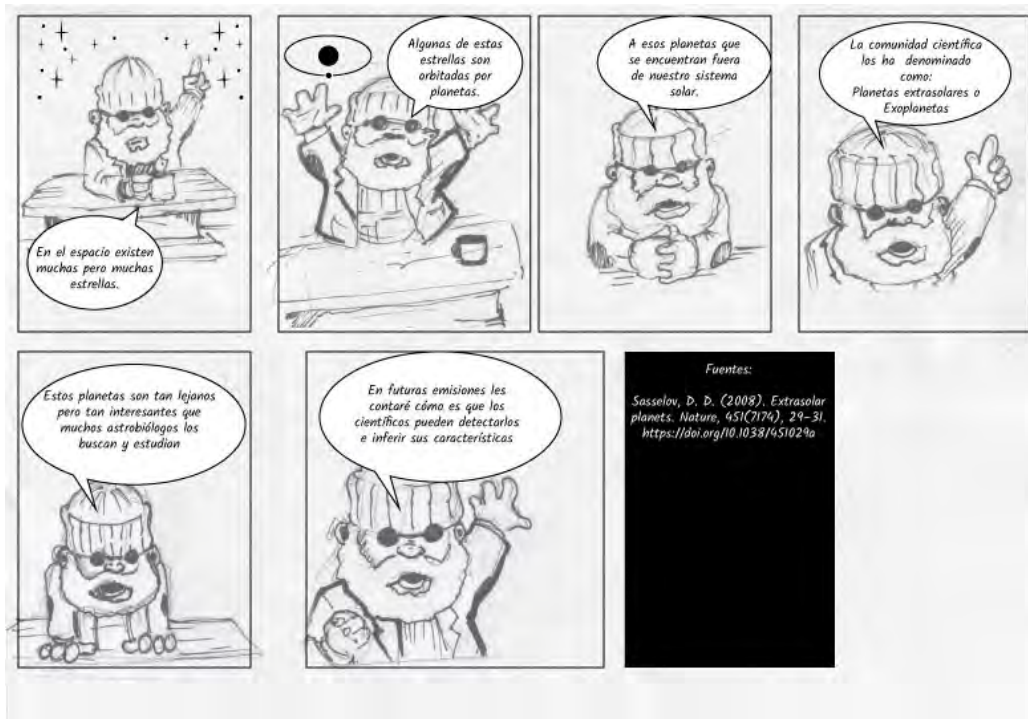 En el espacio existen
muchas pero muchas
estrellas.
Algunas de estas
estrellas son
orbitadas por
planetas.
A esos planetas que
se encuentran fuera
de nuestro sistema
solar.
La comunidad científica
los ha denominado
como:
Planetas extrasolares o
Exoplanetas
Estos planetas son tan lejanos
pero tan interesantes que
muchos astrobiólogos los
buscan y estudian
En futuras emisiones les
contaré cómo es que los
científicos pueden detectarlos
e inferir sus características
Fuentes:
Sasselov, D. D. (2008). Extrasolar
planets. Nature, 451(7174), 29–31.
https://doi.org/10.1038/451029a